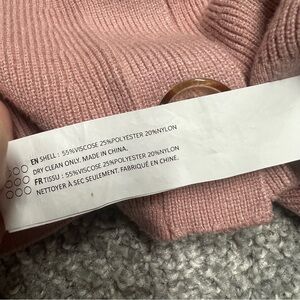 EN SHELL : 55%VISCOSE 25%POLYESTER 20%NYLON
DRY CLEAN ONLY. MADE IN CHINA.
FR TISSU : 55%VISCOSE 25%POLYESTER 20%NYLON
NETTOYER À SEC SEULEMENT. FABRIQUÉ EN CHINE.